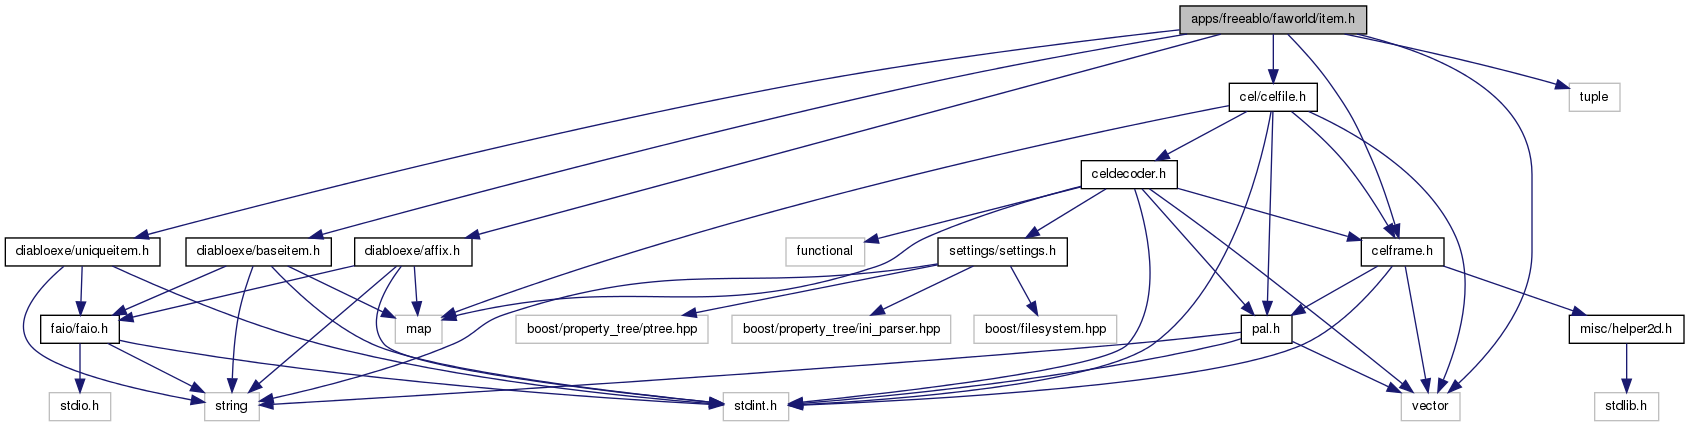 apps/freeablo/faworld/item.h
cel/celfile.h
tuple
celdecoder.h
diabloexe/uniqueitem.h
diabloexe/baseitem.h
diabloexe/affix.h
functional
settings/settings.h
celframe.h
faio/faio.h
map
boost/property_tree/ptree.hpp
boost/property_tree/ini_parser.hpp
boost/filesystem.hpp
pal.h
misc/helper2d.h
stdio.h
string
stdint.h
vector
stdlib.h